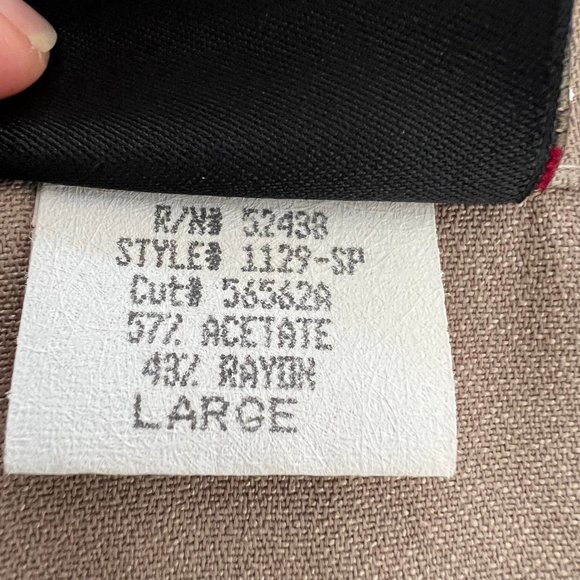 R/N# 52438
STYLE# 1129-SP
Cut# 56562A
57% ACETATE
43% RAYON
LARGE